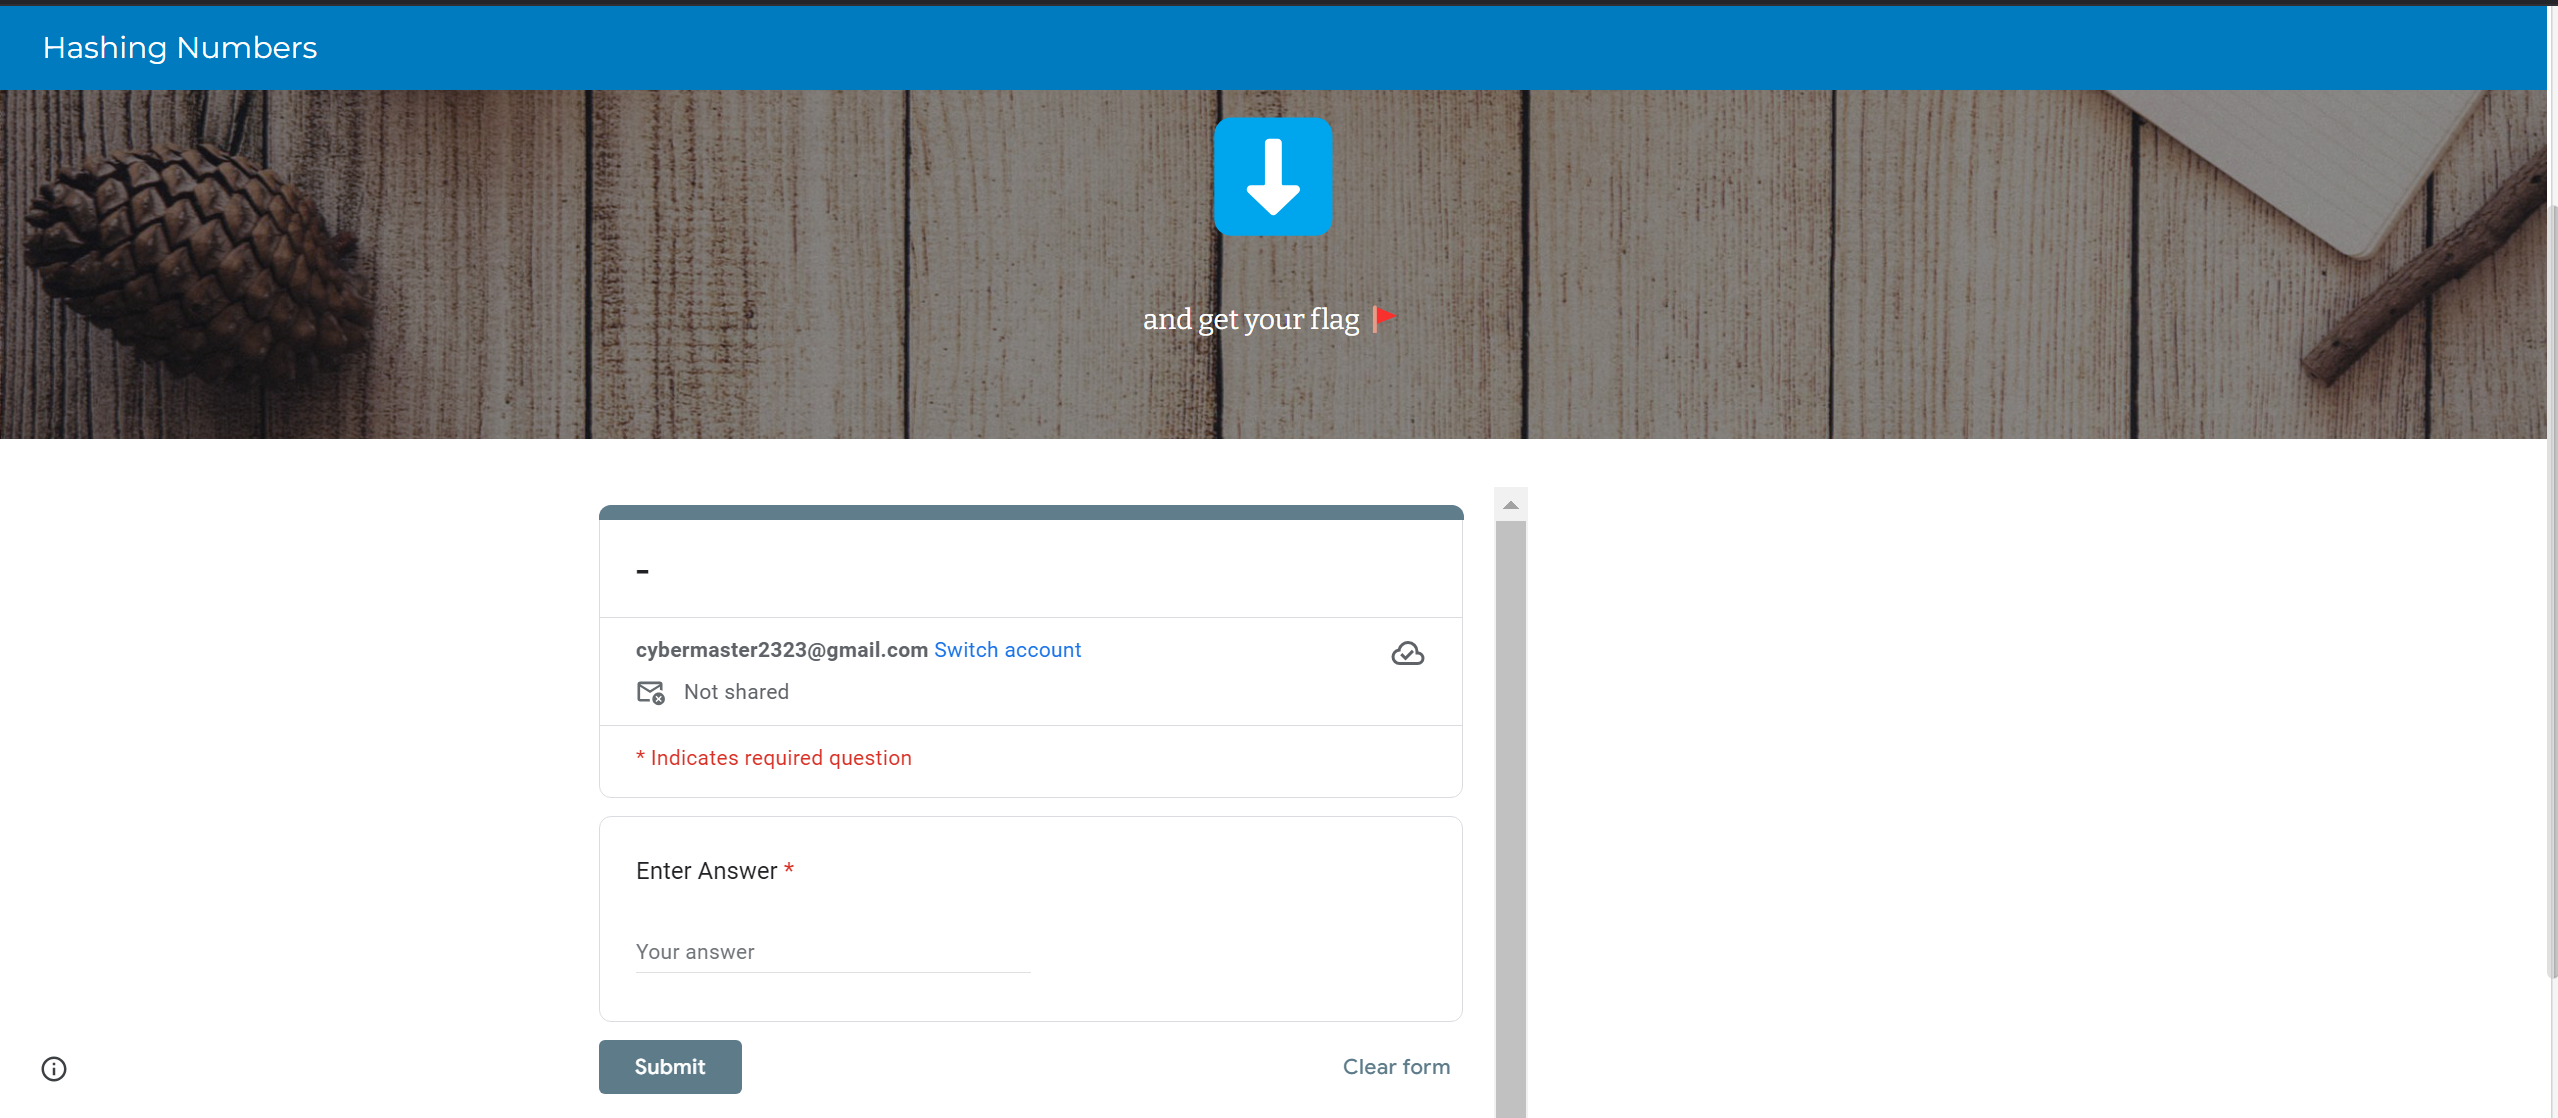 Hashing Numbers
and get your flag 🚩
-
cybermaster2323@gmail.com Switch account
Not shared
* Indicates required question
Enter Answer *
Your answer
Submit
Clear form